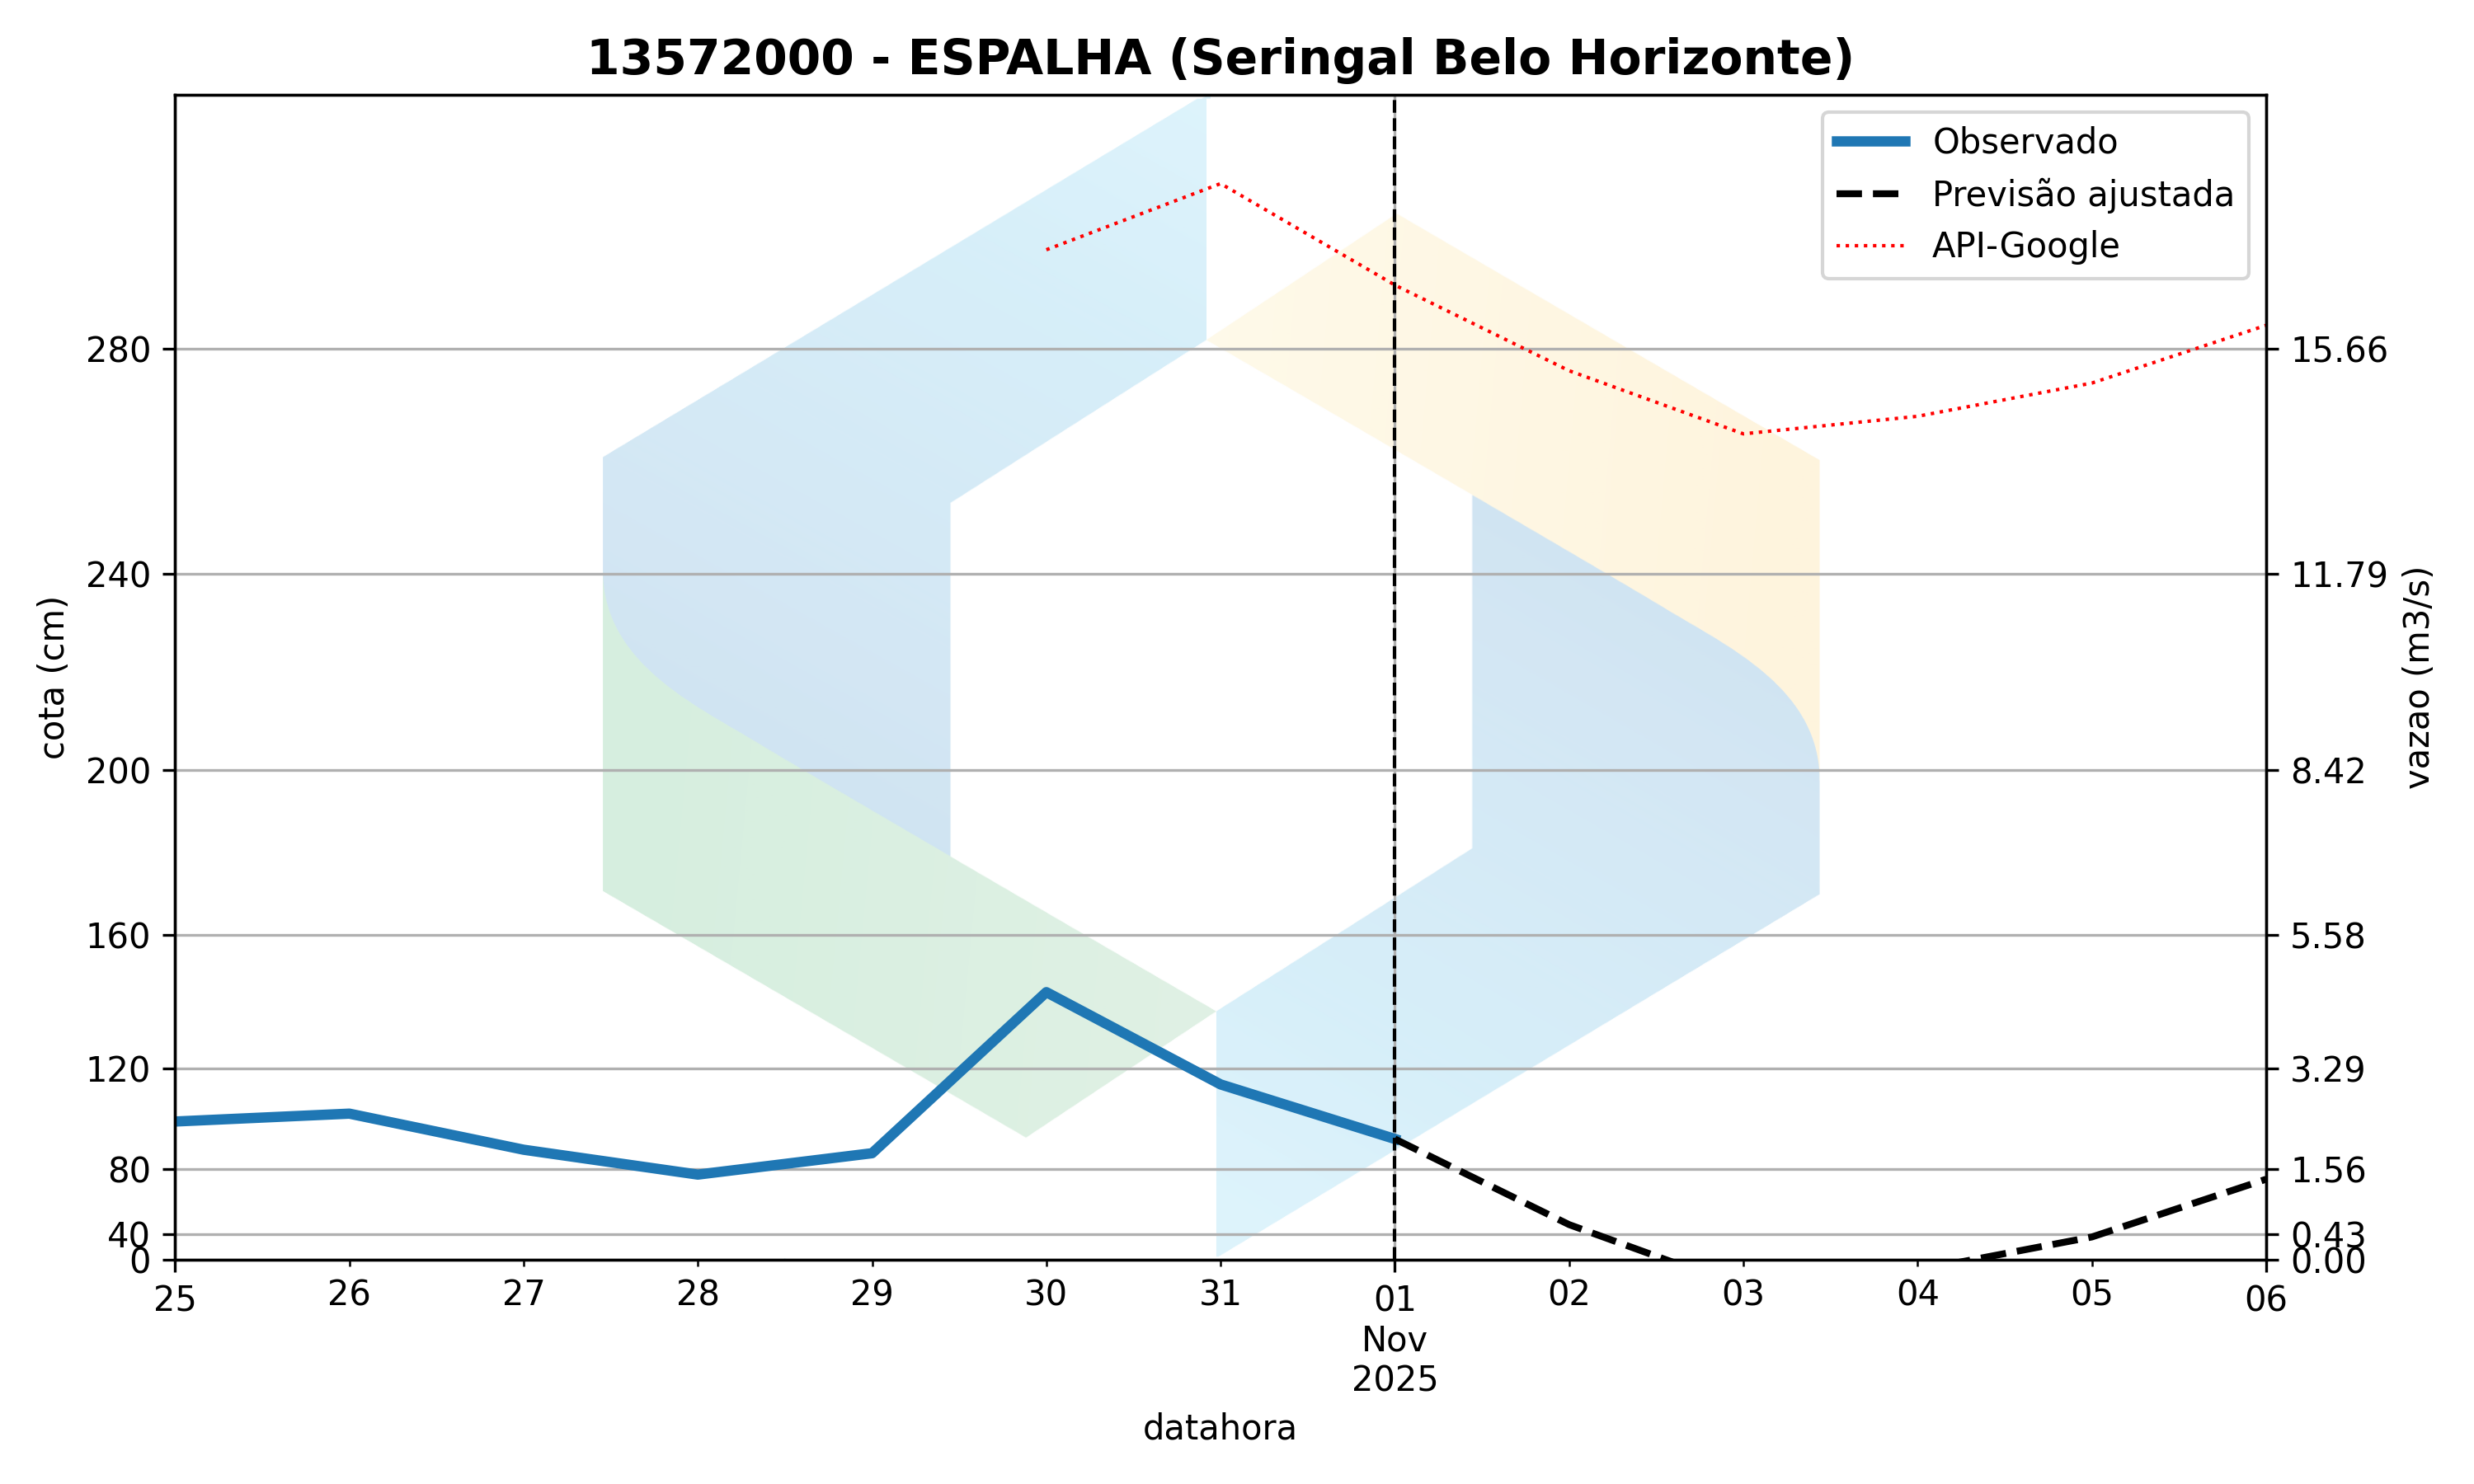 13572000 - ESPALHA (Seringal Belo Horizonte)
Observado
Previsão ajustada
API-Google
cota (cm)
280
240
200
160
120
80
40
0
15.66
11.79
8.42
5.58
3.29
1.56
0.43
0.00
vazao (m3/s)
25 26 27 28 29 30 31 01 02 03 04 05 06
Nov
2025
datahora